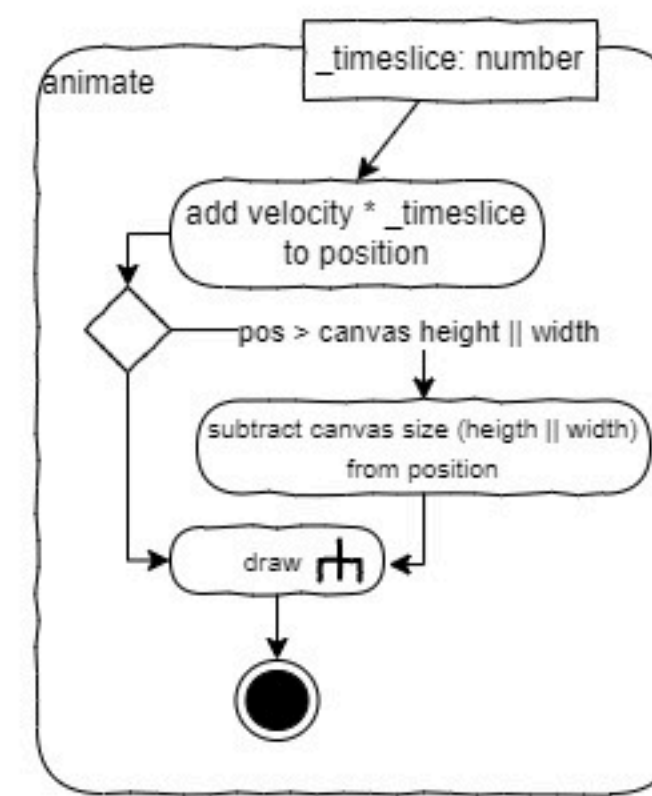 _timeslice: number
animate
add velocity * _timeslice
to position
pos > canvas height || width
subtract canvas size (heigth || width)
from position
draw